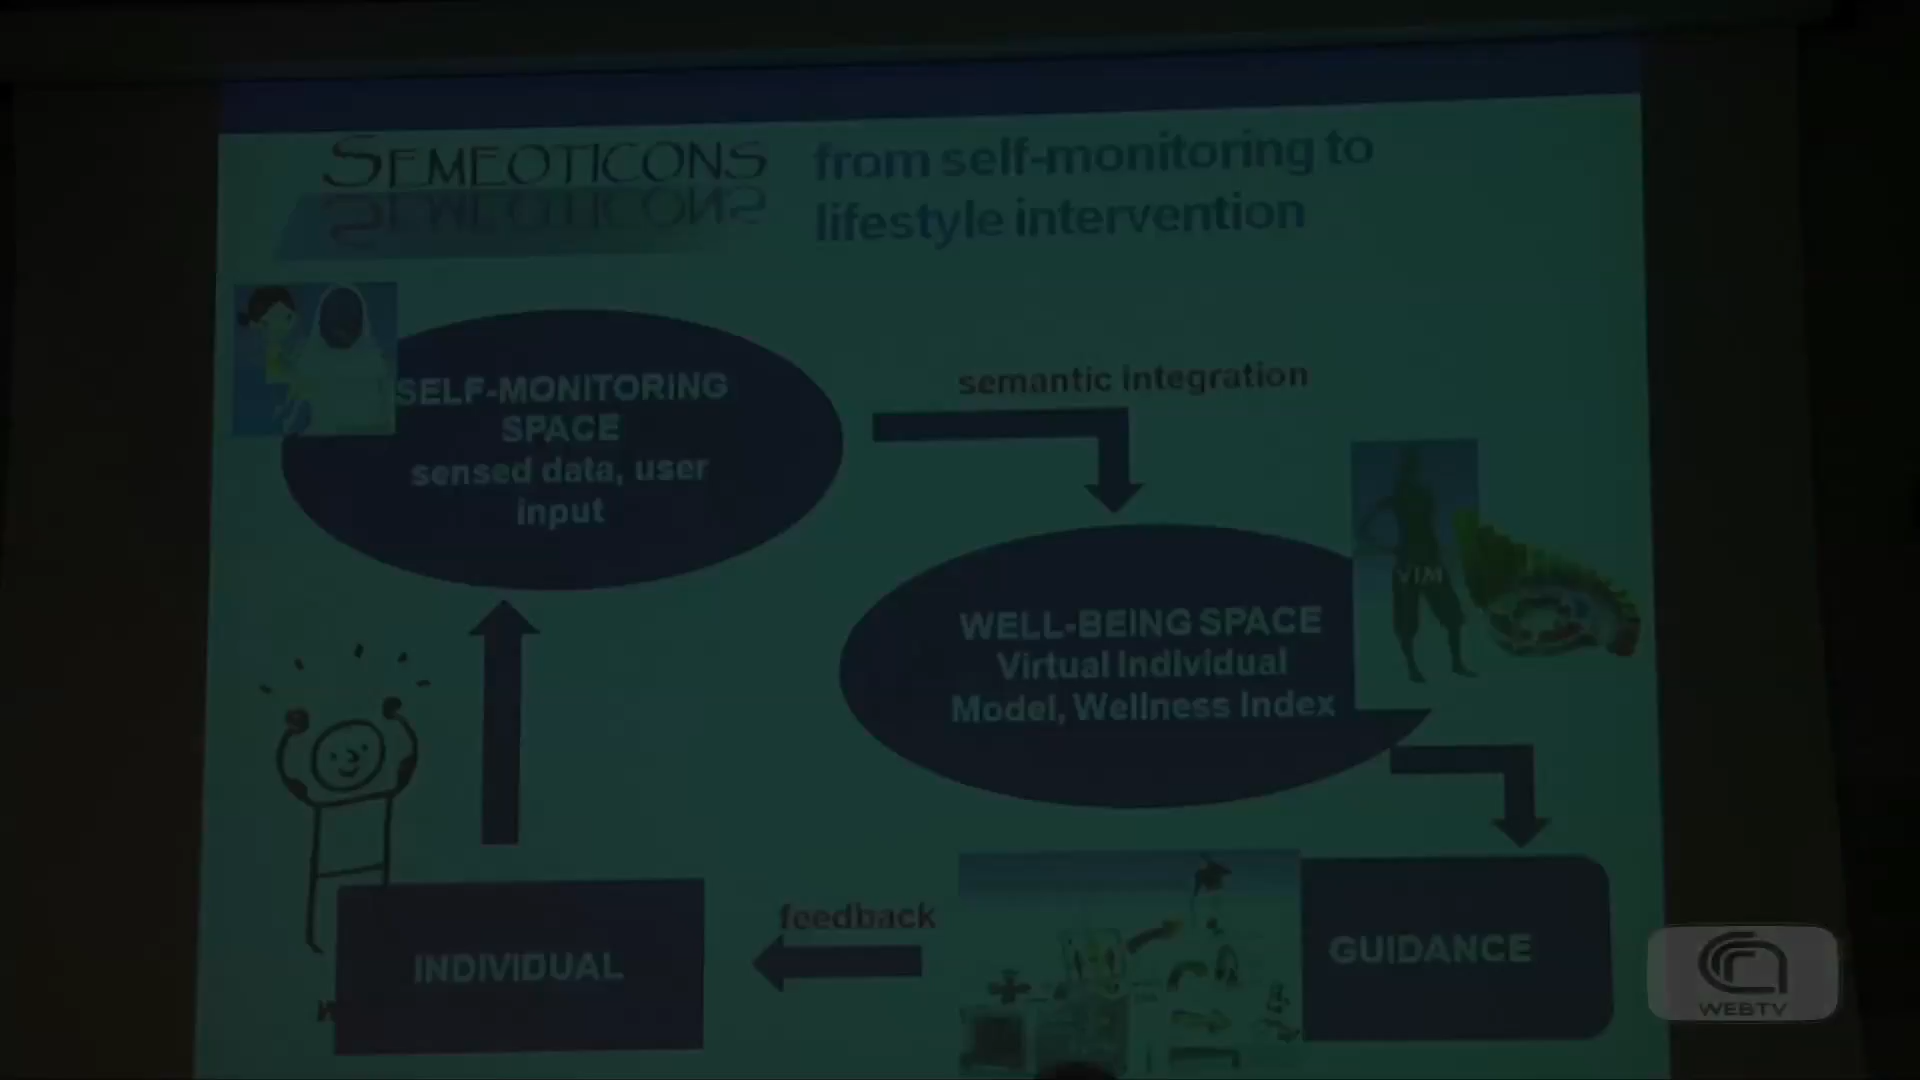 SEMEOTICONS
from self-monitoring to
lifestyle intervention
SELF-MONITORING
SPACE
sensed data, user
input
semantic integration
VIM
WELL-BEING SPACE
Virtual Individual
Model, Wellness Index
feedback
INDIVIDUAL
GUIDANCE
WEBTV